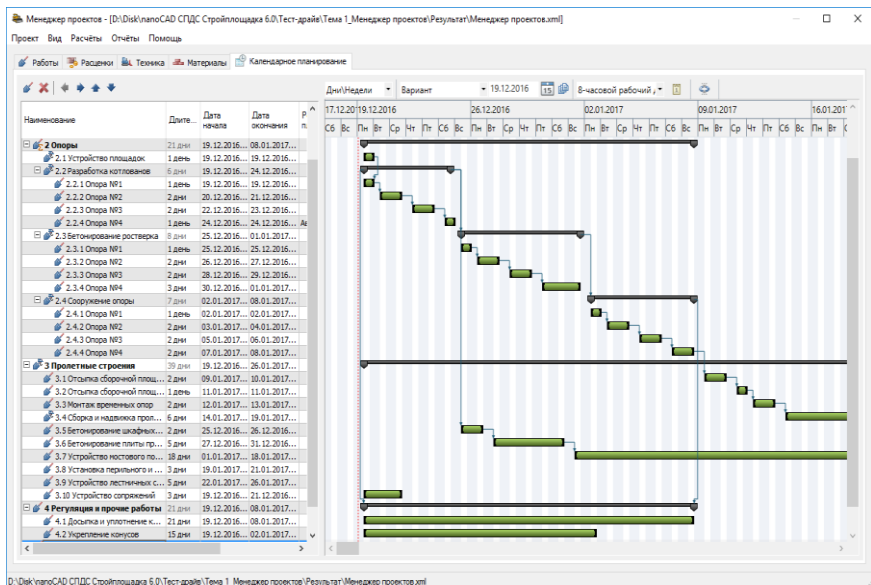 Менеджер проектов - [D:\Disk\nanoCAD СПДС Стройплощадка 6.0\Тест-драйв\Тема 1_Менеджер проектов\Результат\Менеджер проектов.xml]
Проект Вид Расчёты Отчёты Помощь
Работы Расценки Техника Материалы Календарное планирование
Дни\Недели Вариант 19.12.2016 15 8-часовой рабочий
Наименование Длите... Дата начала Дата окончания
19.12.2016 26.12.2016 02.01.2017 09.01.2017
Сб Вс Пн Вт Ср Чт Пт Сб Вс Пн Вт Ср Чт Пт Сб Вс Пн Вт Ср Чт Пт Сб Вс Пн Вт Ср Чт Пт Сб Вс Пн Вт
2 Опоры 21 дни 19.12.2016... 08.01.2017...
2.1 Устройство площадок 1 день 19.12.2016... 19.12.2016...
2.2 Разработка котлованов 6 дни 19.12.2016... 24.12.2016...
2.2.1 Опора №1 1 день 19.12.2016... 19.12.2016...
2.2.2 Опора №2 2 дни 20.12.2016... 21.12.2016...
2.2.3 Опора №3 2 дни 22.12.2016... 23.12.2016...
2.2.4 Опора №4 1 день 24.12.2016... 24.12.2016...
2.3 Бетонирование ростверка 8 дни 25.12.2016... 01.01.2017...
2.3.1 Опора №1 1 день 25.12.2016... 25.12.2016...
2.3.2 Опора №2 2 дни 26.12.2016... 27.12.2016...
2.3.3 Опора №3 2 дни 28.12.2016... 29.12.2016...
2.3.4 Опора №4 3 дни 30.12.2016... 01.01.2017...
2.4 Сооружение опоры 7 дни 02.01.2017... 08.01.2017...
2.4.1 Опора №1 1 день 02.01.2017... 02.01.2017...
2.4.2 Опора №2 2 дни 03.01.2017... 04.01.2017...
2.4.3 Опора №3 2 дни 05.01.2017... 06.01.2017...
2.4.4 Опора №4 2 дни 07.01.2017... 08.01.2017...
3 Пролетные строения 39 дни 19.12.2016... 26.01.2017...
3.1 Отсыпка сборочной площ... 2 дни 09.01.2017... 10.01.2017...
3.2 Отсыпка сборочной площ... 1 день 11.01.2017... 11.01.2017...
3.3 Монтаж временных опор 2 дни 12.01.2017... 13.01.2017...
3.4 Сборка и надвижка прол... 6 дни 14.01.2017... 19.01.2017...
3.5 Бетонирование шкафных... 2 дни 25.12.2016... 26.12.2016...
3.6 Бетонирование плиты пр... 5 дни 27.12.2016... 31.12.2016...
3.7 Устройство мостового по... 18 дни 01.01.2017... 18.01.2017...
3.8 Установка перильного и ... 3 дни 19.01.2017... 21.01.2017...
3.9 Устройство лестничных с... 5 дни 22.01.2017... 26.01.2017...
3.10 Устройство сопряжений 3 дни 19.12.2016... 21.12.2016...
4 Регуляция и прочие работы 21 дни 19.12.2016... 08.01.2017...
4.1 Досыпка и уплотнение к... 21 дни 19.12.2016... 08.01.2017...
4.2 Укрепление конусов 15 дни 19.12.2016... 02.01.2017...
D:\Disk\nanoCAD СПДС Стройплощадка 6.0\Тест-драйв\Тема 1_Менеджер проектов\Результат\Менеджер проектов.xml